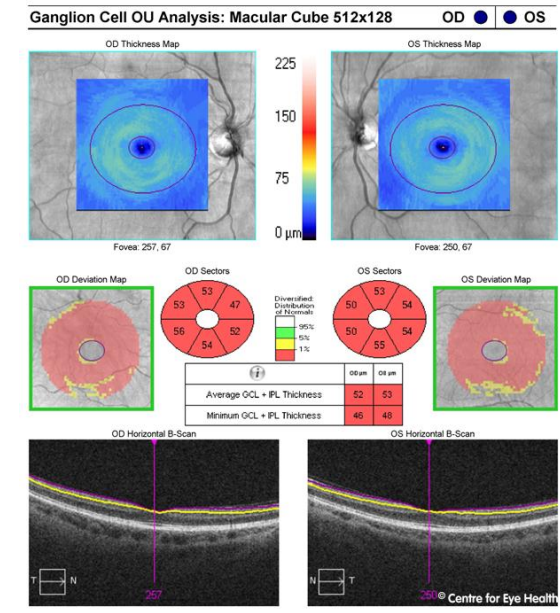 Ganglion Cell OU Analysis: Macular Cube 512x128 OD OS
OD Thickness Map
OS Thickness Map
225
150
75
0 µm
Fovea: 257, 67
Fovea: 250, 67
OD Deviation Map
OD Sectors
OS Sectors
OS Deviation Map
53
53
47
56
52
54
Diversified:
Distribution
of Normals
95%
5%
1%
53
50
54
50
54
55
OD µm
OS µm
Average GCL + IPL Thickness 52 53
Minimum GCL + IPL Thickness 46 48
OD Horizontal B-Scan
OS Horizontal B-Scan
T N
257
N T
250
© Centre for Eye Health